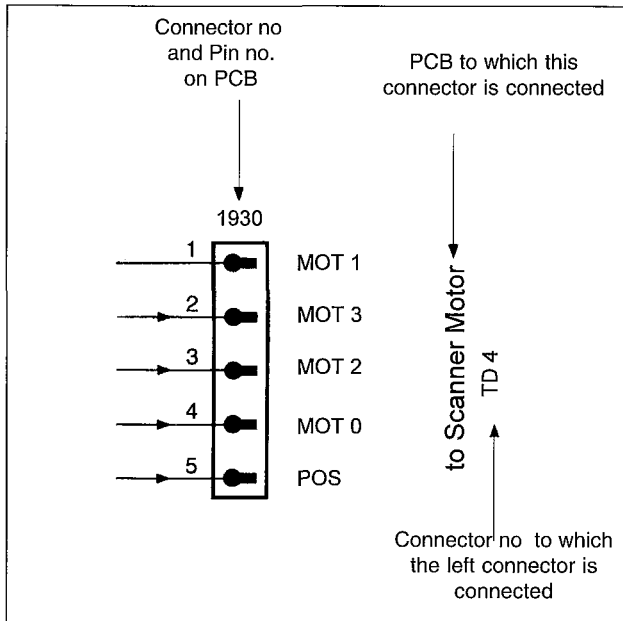 Connector no
and Pin no.
on PCB
PCB to which this
connector is connected
1930
1 MOT 1
2 MOT 3
3 MOT 2
4 MOT 0
5 POS
to Scanner Motor
TD 4
Connector no to which
the left connector is
connected